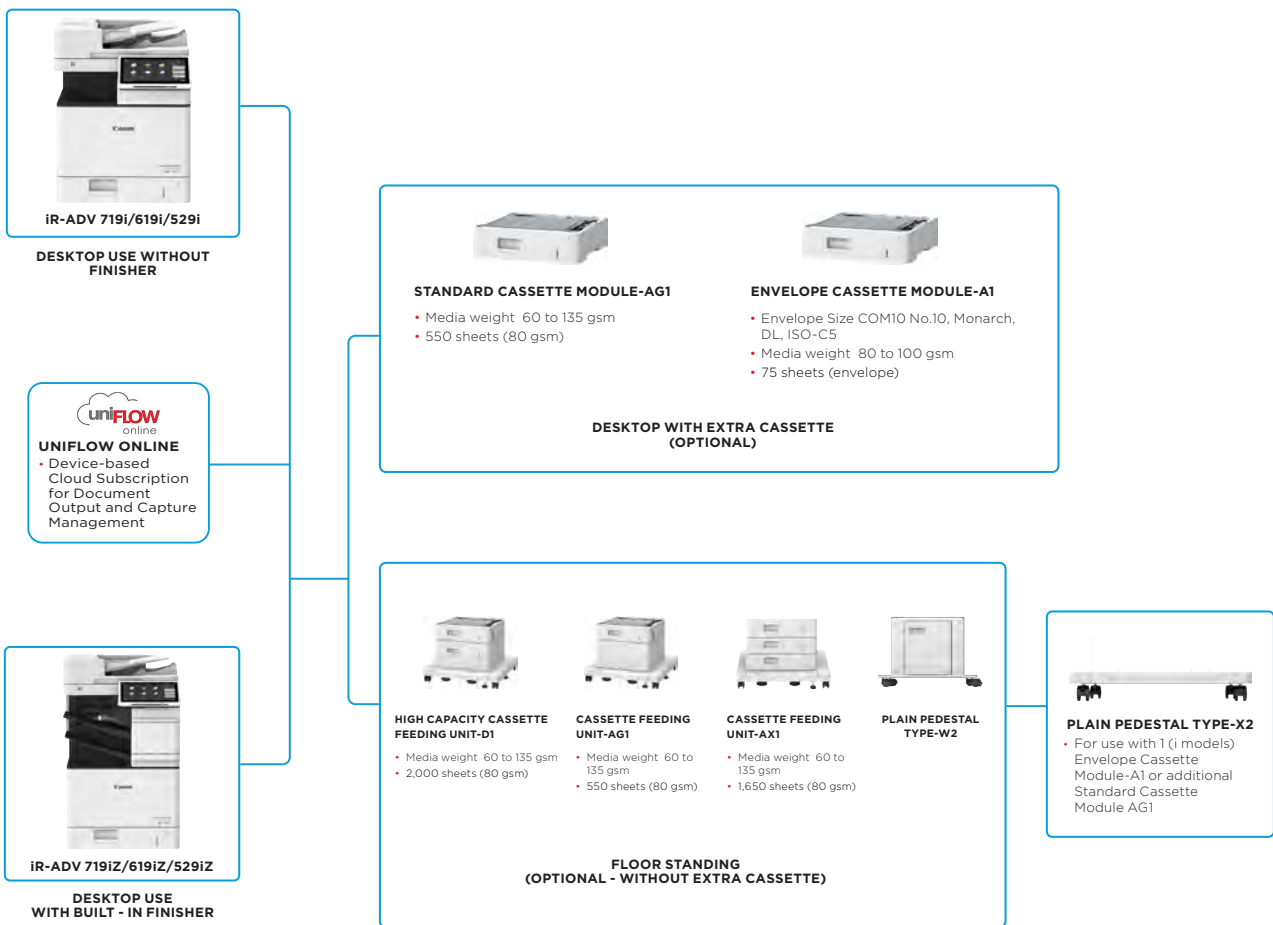 Canon
iR-ADV 719i/619i/529i
DESKTOP USE WITHOUT
FINISHER
STANDARD CASSETTE MODULE-AG1
• Media weight 60 to 135 gsm
• 550 sheets (80 gsm)
ENVELOPE CASSETTE MODULE-A1
• Envelope Size COM10 No.10, Monarch,
DL, ISO-C5
• Media weight 80 to 100 gsm
• 75 sheets (envelope)
DESKTOP WITH EXTRA CASSETTE
(OPTIONAL)
uniFLOW
online
UNIFLOW ONLINE
• Device-based
Cloud Subscription
for Document
Output and Capture
Management
HIGH CAPACITY CASSETTE
FEEDING UNIT-D1
• Media weight 60 to 135 gsm
• 2,000 sheets (80 gsm)
CASSETTE FEEDING
UNIT-AG1
• Media weight 60 to
135 gsm
• 550 sheets (80 gsm)
CASSETTE FEEDING
UNIT-AX1
• Media weight 60 to
135 gsm
• 1,650 sheets (80 gsm)
PLAIN PEDESTAL
TYPE-W2
FLOOR STANDING
(OPTIONAL - WITHOUT EXTRA CASSETTE)
PLAIN PEDESTAL TYPE-X2
• For use with 1 (i models)
Envelope Cassette
Module-A1 or additional
Standard Cassette
Module AG1
Canon
iR-ADV 719iZ/619iZ/529iZ
DESKTOP USE
WITH BUILT - IN FINISHER